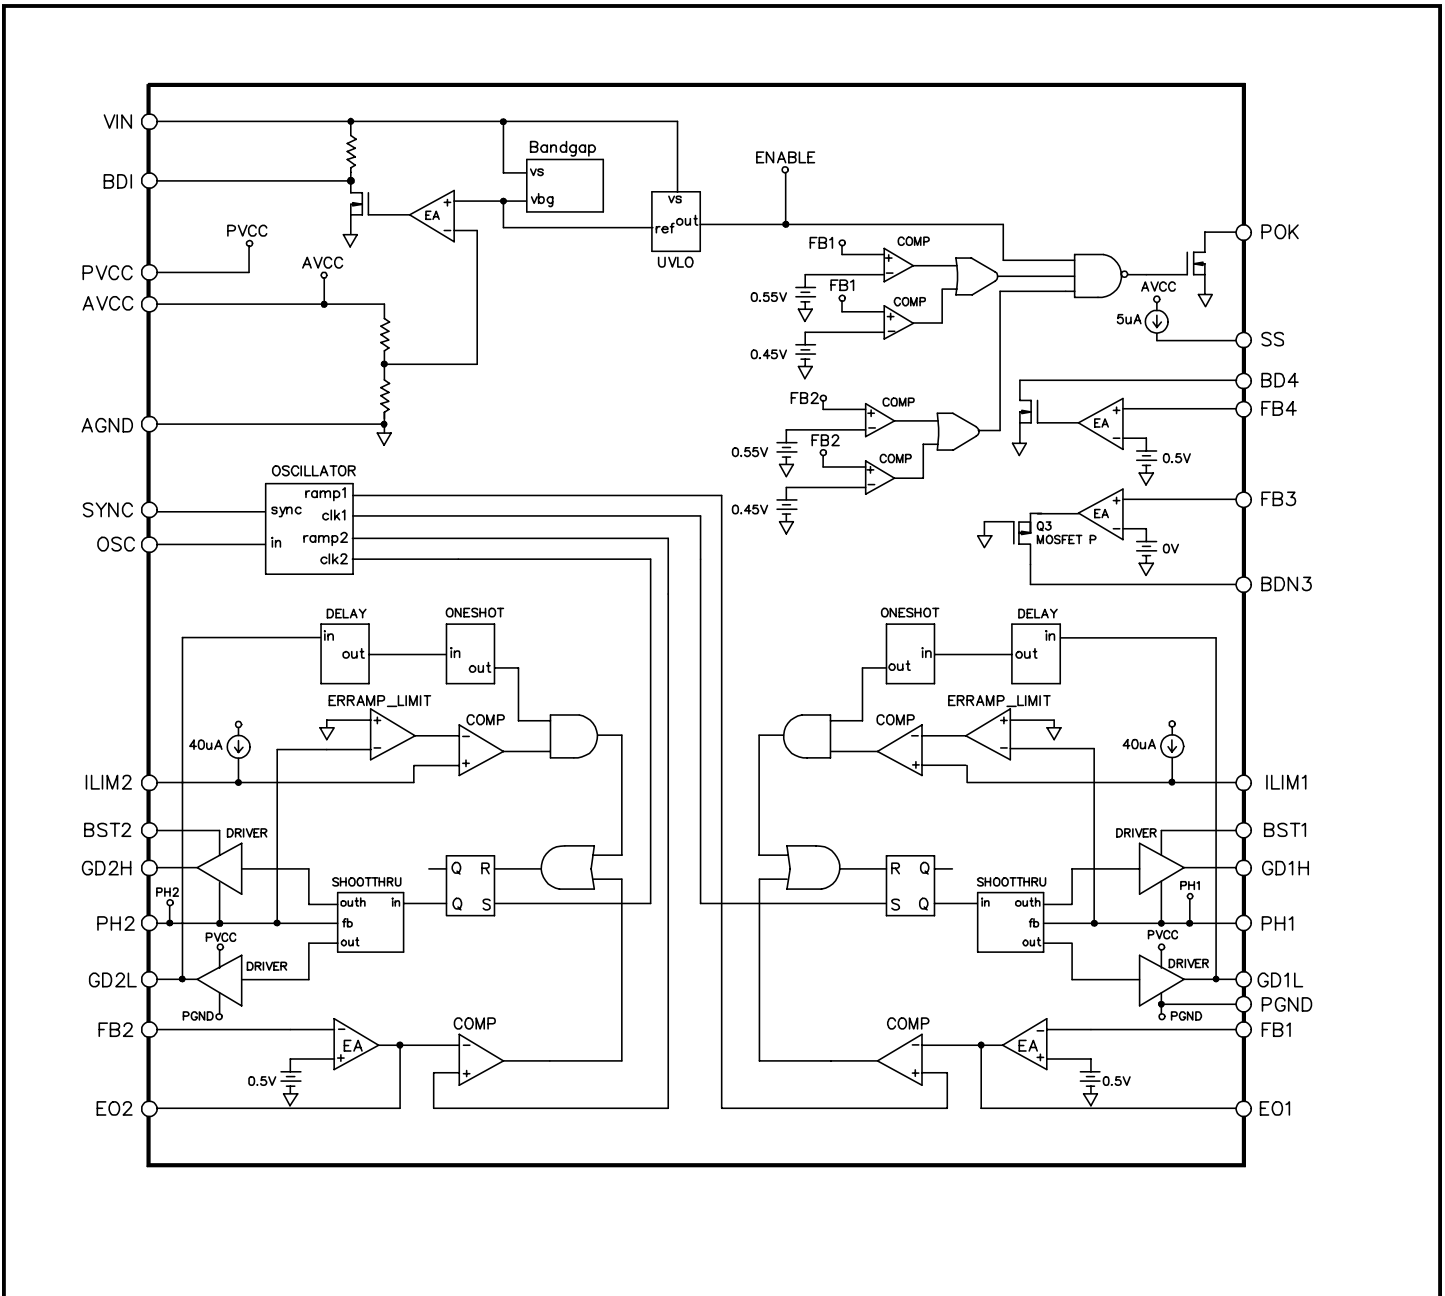 VIN
Bandgap
vs
vbg
BDI
EA
+
−
ENABLE
vs
out
ref
UVLO
PVCC
PVCC
AVCC
AVCC
AGND
FB1
COMP
+
−
0.55V
FB1
COMP
+
−
0.45V
POK
AVCC
5uA
SS
BD4
FB4
EA
+
−
0.5V
FB2
COMP
+
−
0.55V
FB2
COMP
+
−
0.45V
FB3
EA
+
−
Q3
MOSFET P
0V
BDN3
OSCILLATOR
ramp1
SYNC
sync
clk1
OSC
in
ramp2
clk2
DELAY
in
out
ONESHOT
in
out
ONESHOT
in
out
DELAY
in
out
ERRAMP_LIMIT
+
−
COMP
−
+
40uA
ILIM2
COMP
−
+
ERRAMP_LIMIT
+
−
40uA
ILIM1
BST2
DRIVER
GD2H
PH2
SHOOTTHRU
outh
in
fb
out
Q R
Q S
PH2
PVCC
DRIVER
GD2L
PGND
R Q
S Q
SHOOTTHRU
in
outh
fb
out
DRIVER
BST1
GD1H
PH1
PH1
PVCC
DRIVER
GD1L
PGND
PGND
FB2
−
EA
+
0.5V
COMP
−
+
EO2
COMP
−
+
−
EA
+
FB1
0.5V
EO1